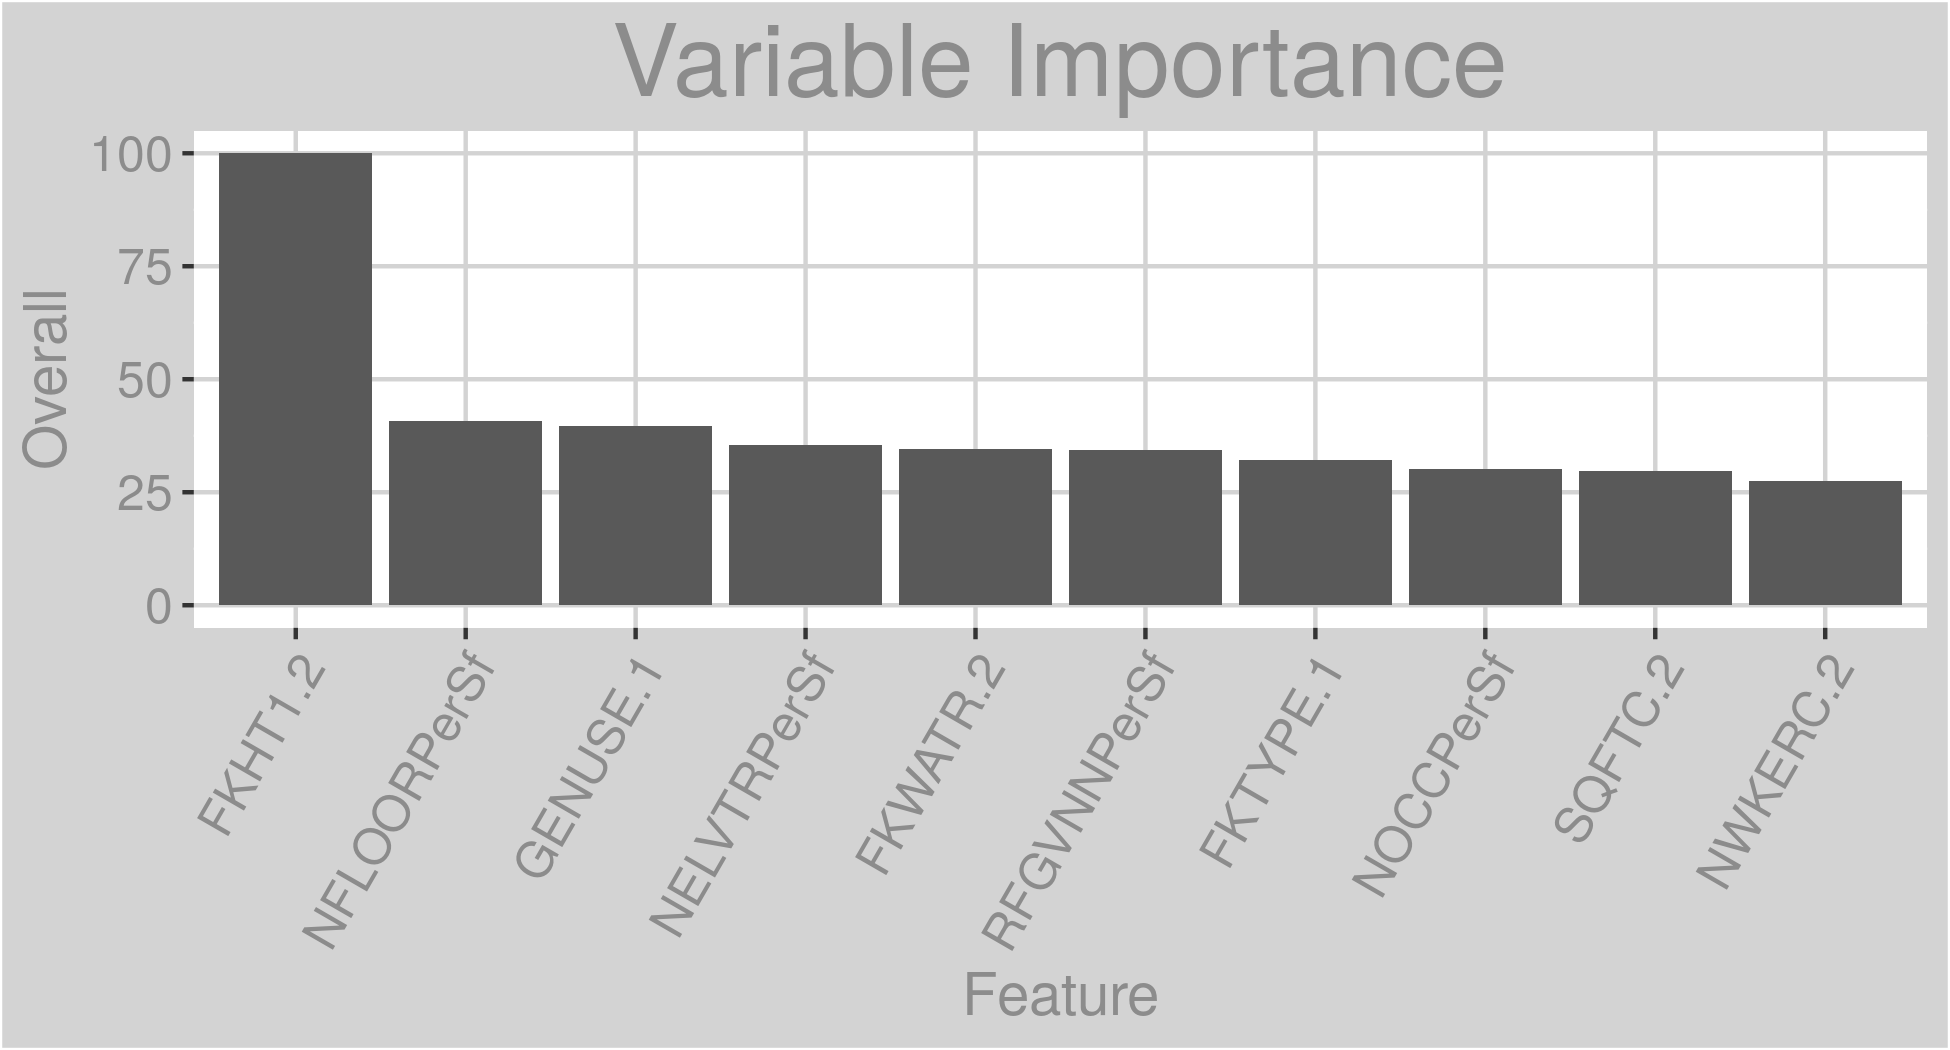 Variable Importance
100
75
50
25
0
Overall
FKHT1.2
NFLOORPerSf
GENUSE.1
NELVTRPerSf
FKWATR.2
RFGVNNPerSf
FKTYPE.1
NOCCPerSf
SQFTC.2
NWKERC.2
Feature